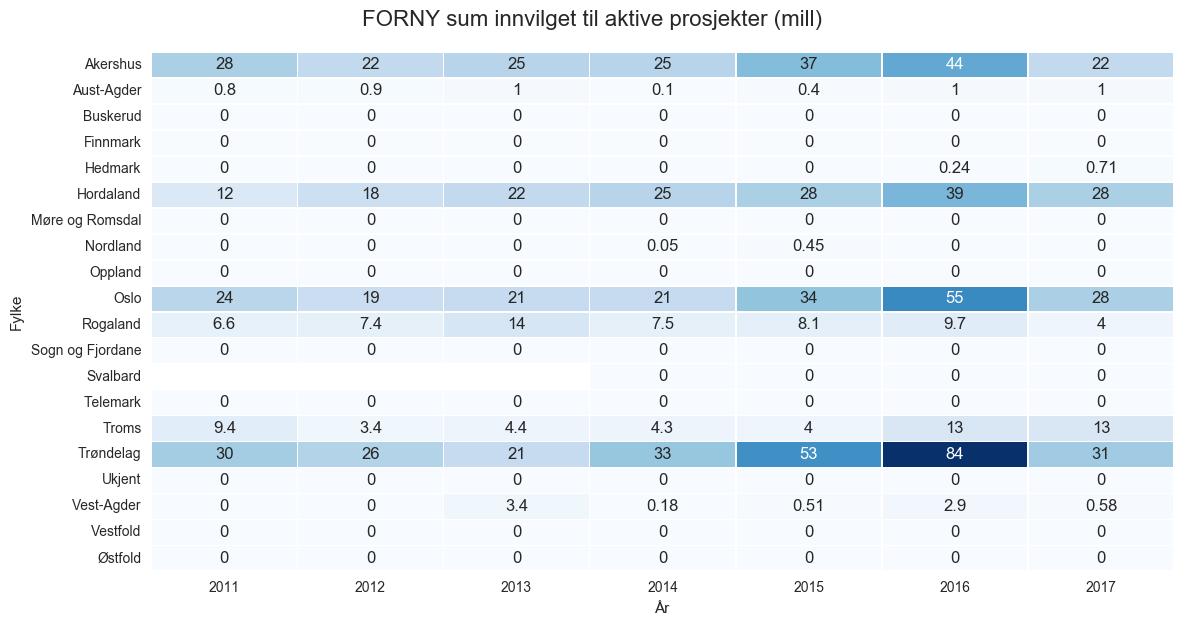 FORNY sum innvilget til aktive prosjekter (mill)
Fylke
Akershus 28 22 25 25 37 44 22
Aust-Agder 0.8 0.9 1 0.1 0.4 1 1
Buskerud 0 0 0 0 0 0 0
Finnmark 0 0 0 0 0 0 0
Hedmark 0 0 0 0 0 0.24 0.71
Hordaland 12 18 22 25 28 39 28
Møre og Romsdal 0 0 0 0 0 0 0
Nordland 0 0 0 0.05 0.45 0 0
Oppland 0 0 0 0 0 0 0
Oslo 24 19 21 21 34 55 28
Rogaland 6.6 7.4 14 7.5 8.1 9.7 4
Sogn og Fjordane 0 0 0 0 0 0 0
Svalbard 0 0 0 0
Telemark 0 0 0 0 0 0 0
Troms 9.4 3.4 4.4 4.3 4 13 13
Trøndelag 30 26 21 33 53 84 31
Ukjent 0 0 0 0 0 0 0
Vest-Agder 0 0 3.4 0.18 0.51 2.9 0.58
Vestfold 0 0 0 0 0 0 0
Østfold 0 0 0 0 0 0 0
2011 2012 2013 2014 2015 2016 2017
År